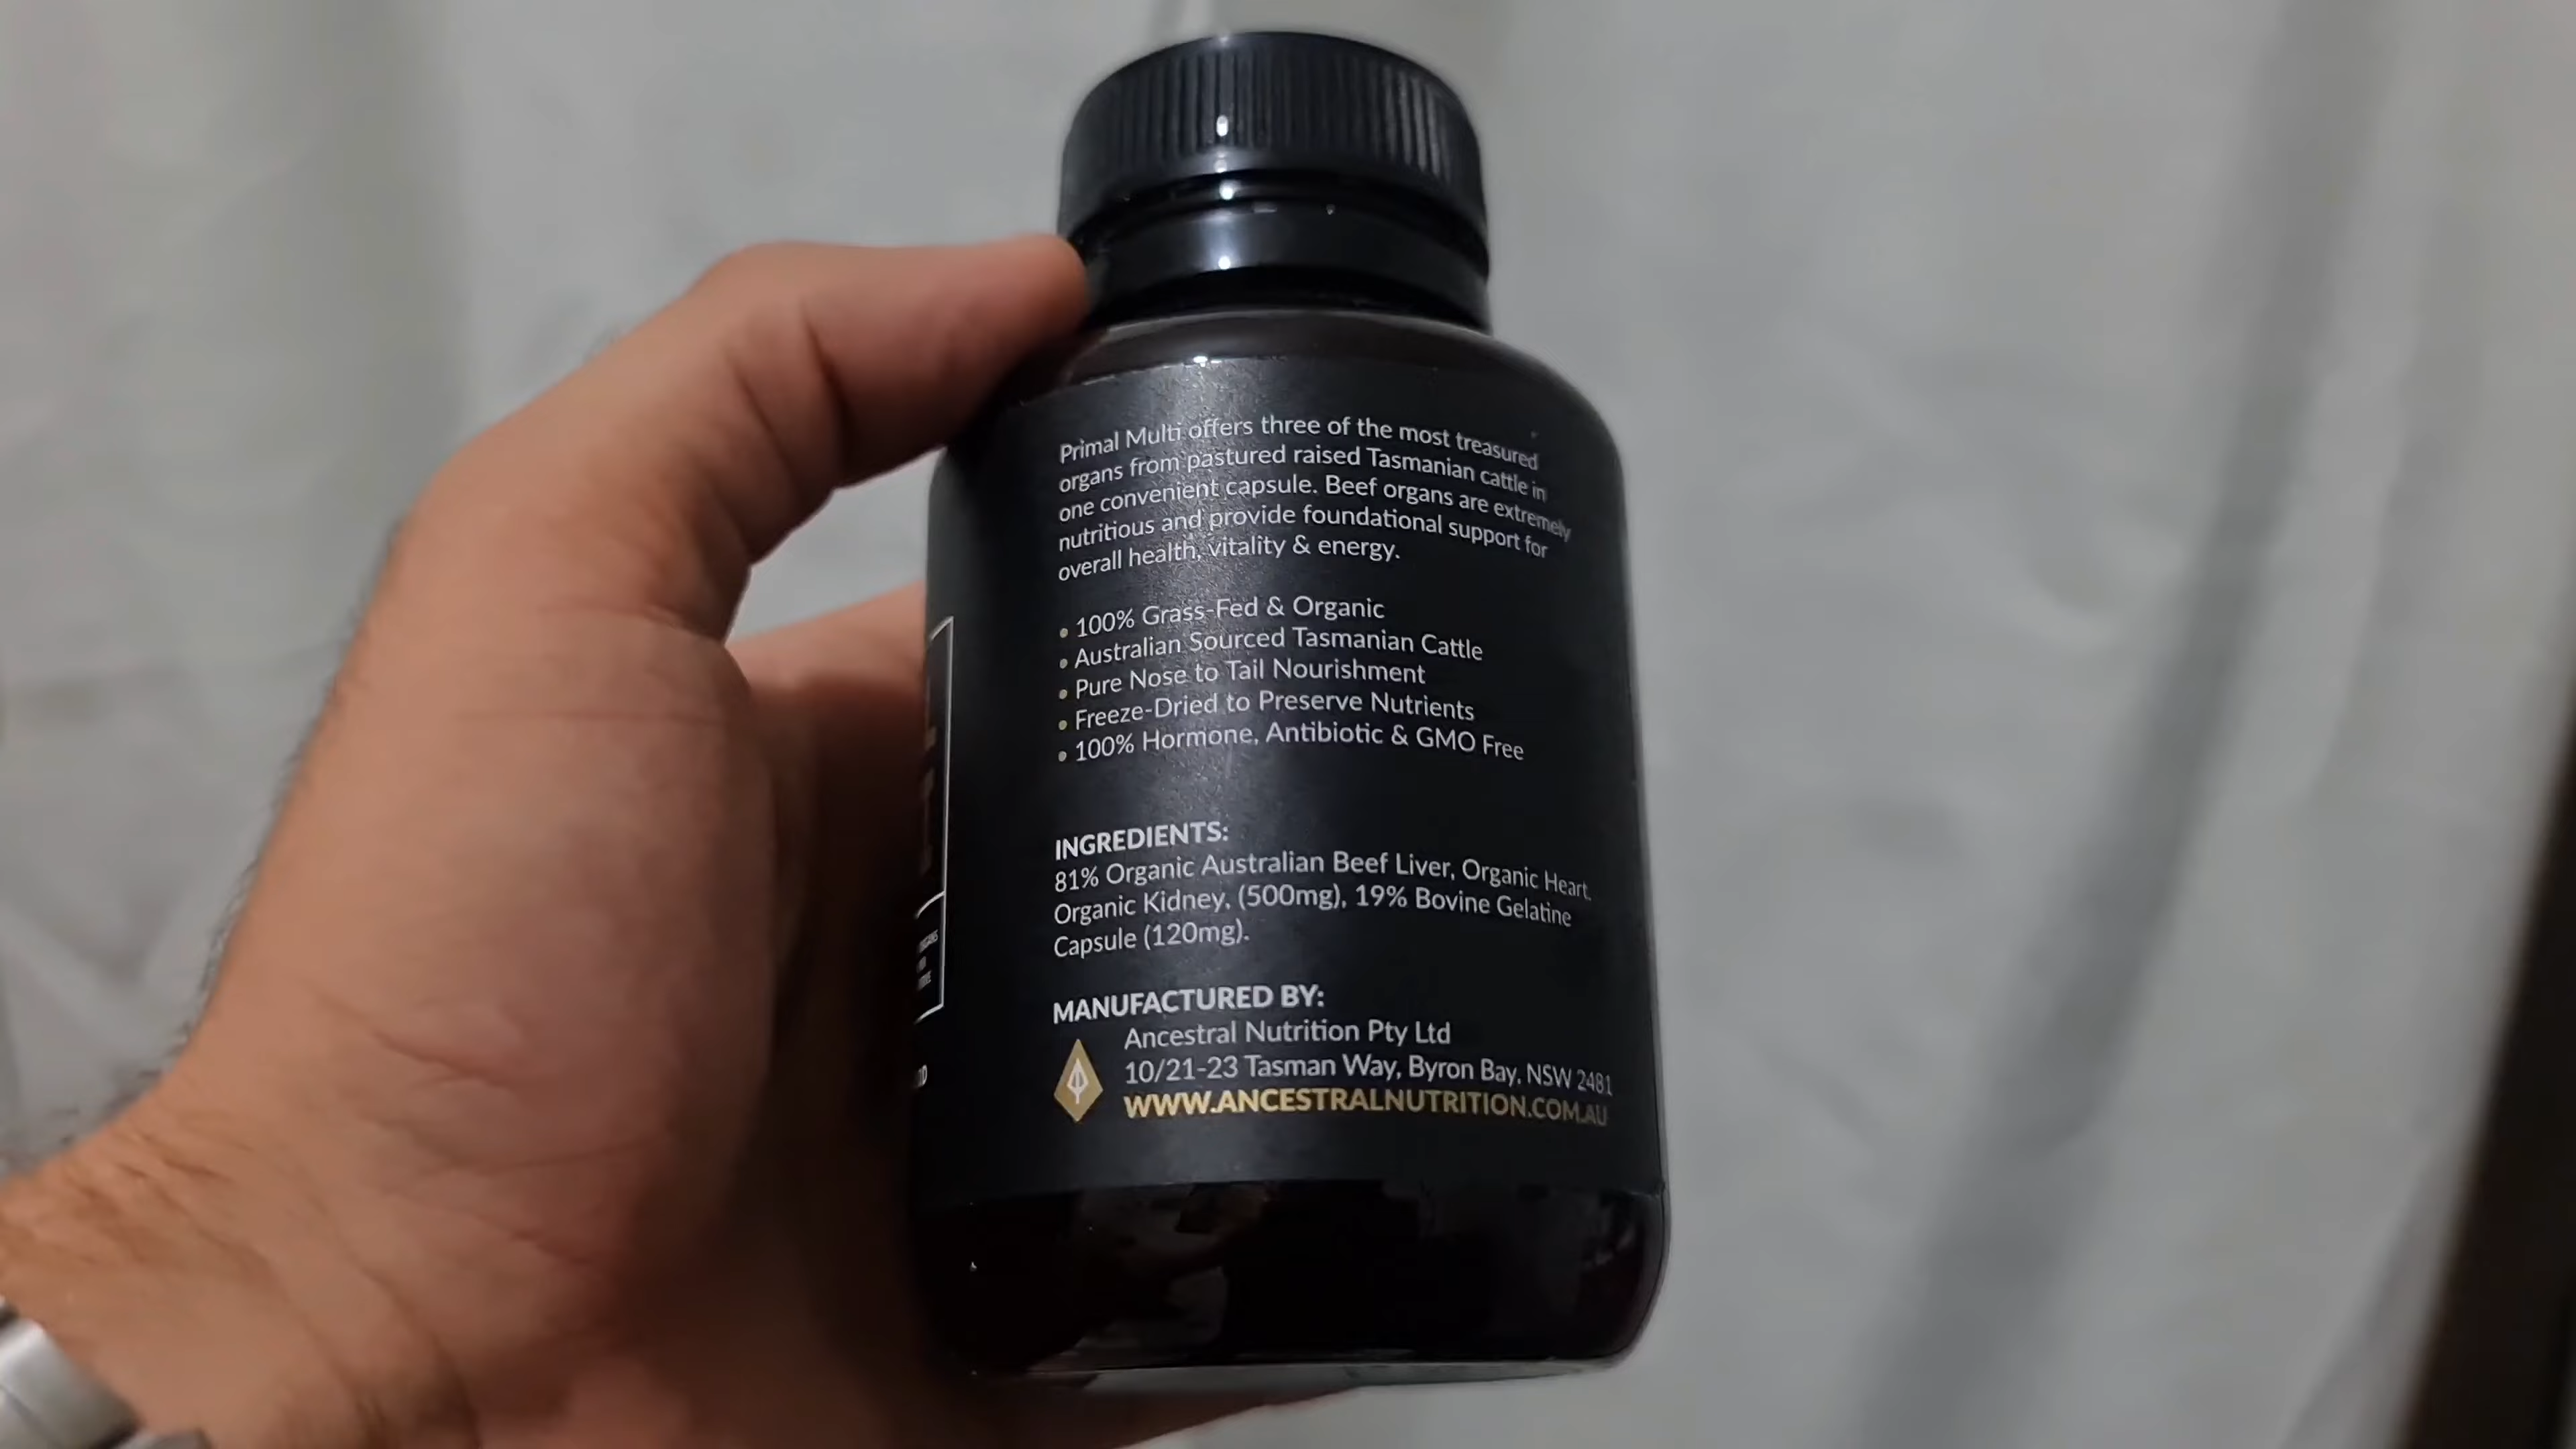 Primal Multi offers three of the most treasured
organs from pastured raised Tasmanian cattle in
one convenient capsule. Beef organs are extremely
nutritious and provide foundational support for
overall health, vitality & energy.
• 100% Grass-Fed & Organic
• Australian Sourced Tasmanian Cattle
• Pure Nose to Tail Nourishment
• Freeze-Dried to Preserve Nutrients
• 100% Hormone, Antibiotic & GMO Free
INGREDIENTS:
81% Organic Australian Beef Liver, Organic Heart,
Organic Kidney, (500mg), 19% Bovine Gelatine
Capsule (120mg).
MANUFACTURED BY:
Ancestral Nutrition Pty Ltd
10/21-23 Tasman Way, Byron Bay, NSW 2481
WWW.ANCESTRALNUTRITION.COM.AU